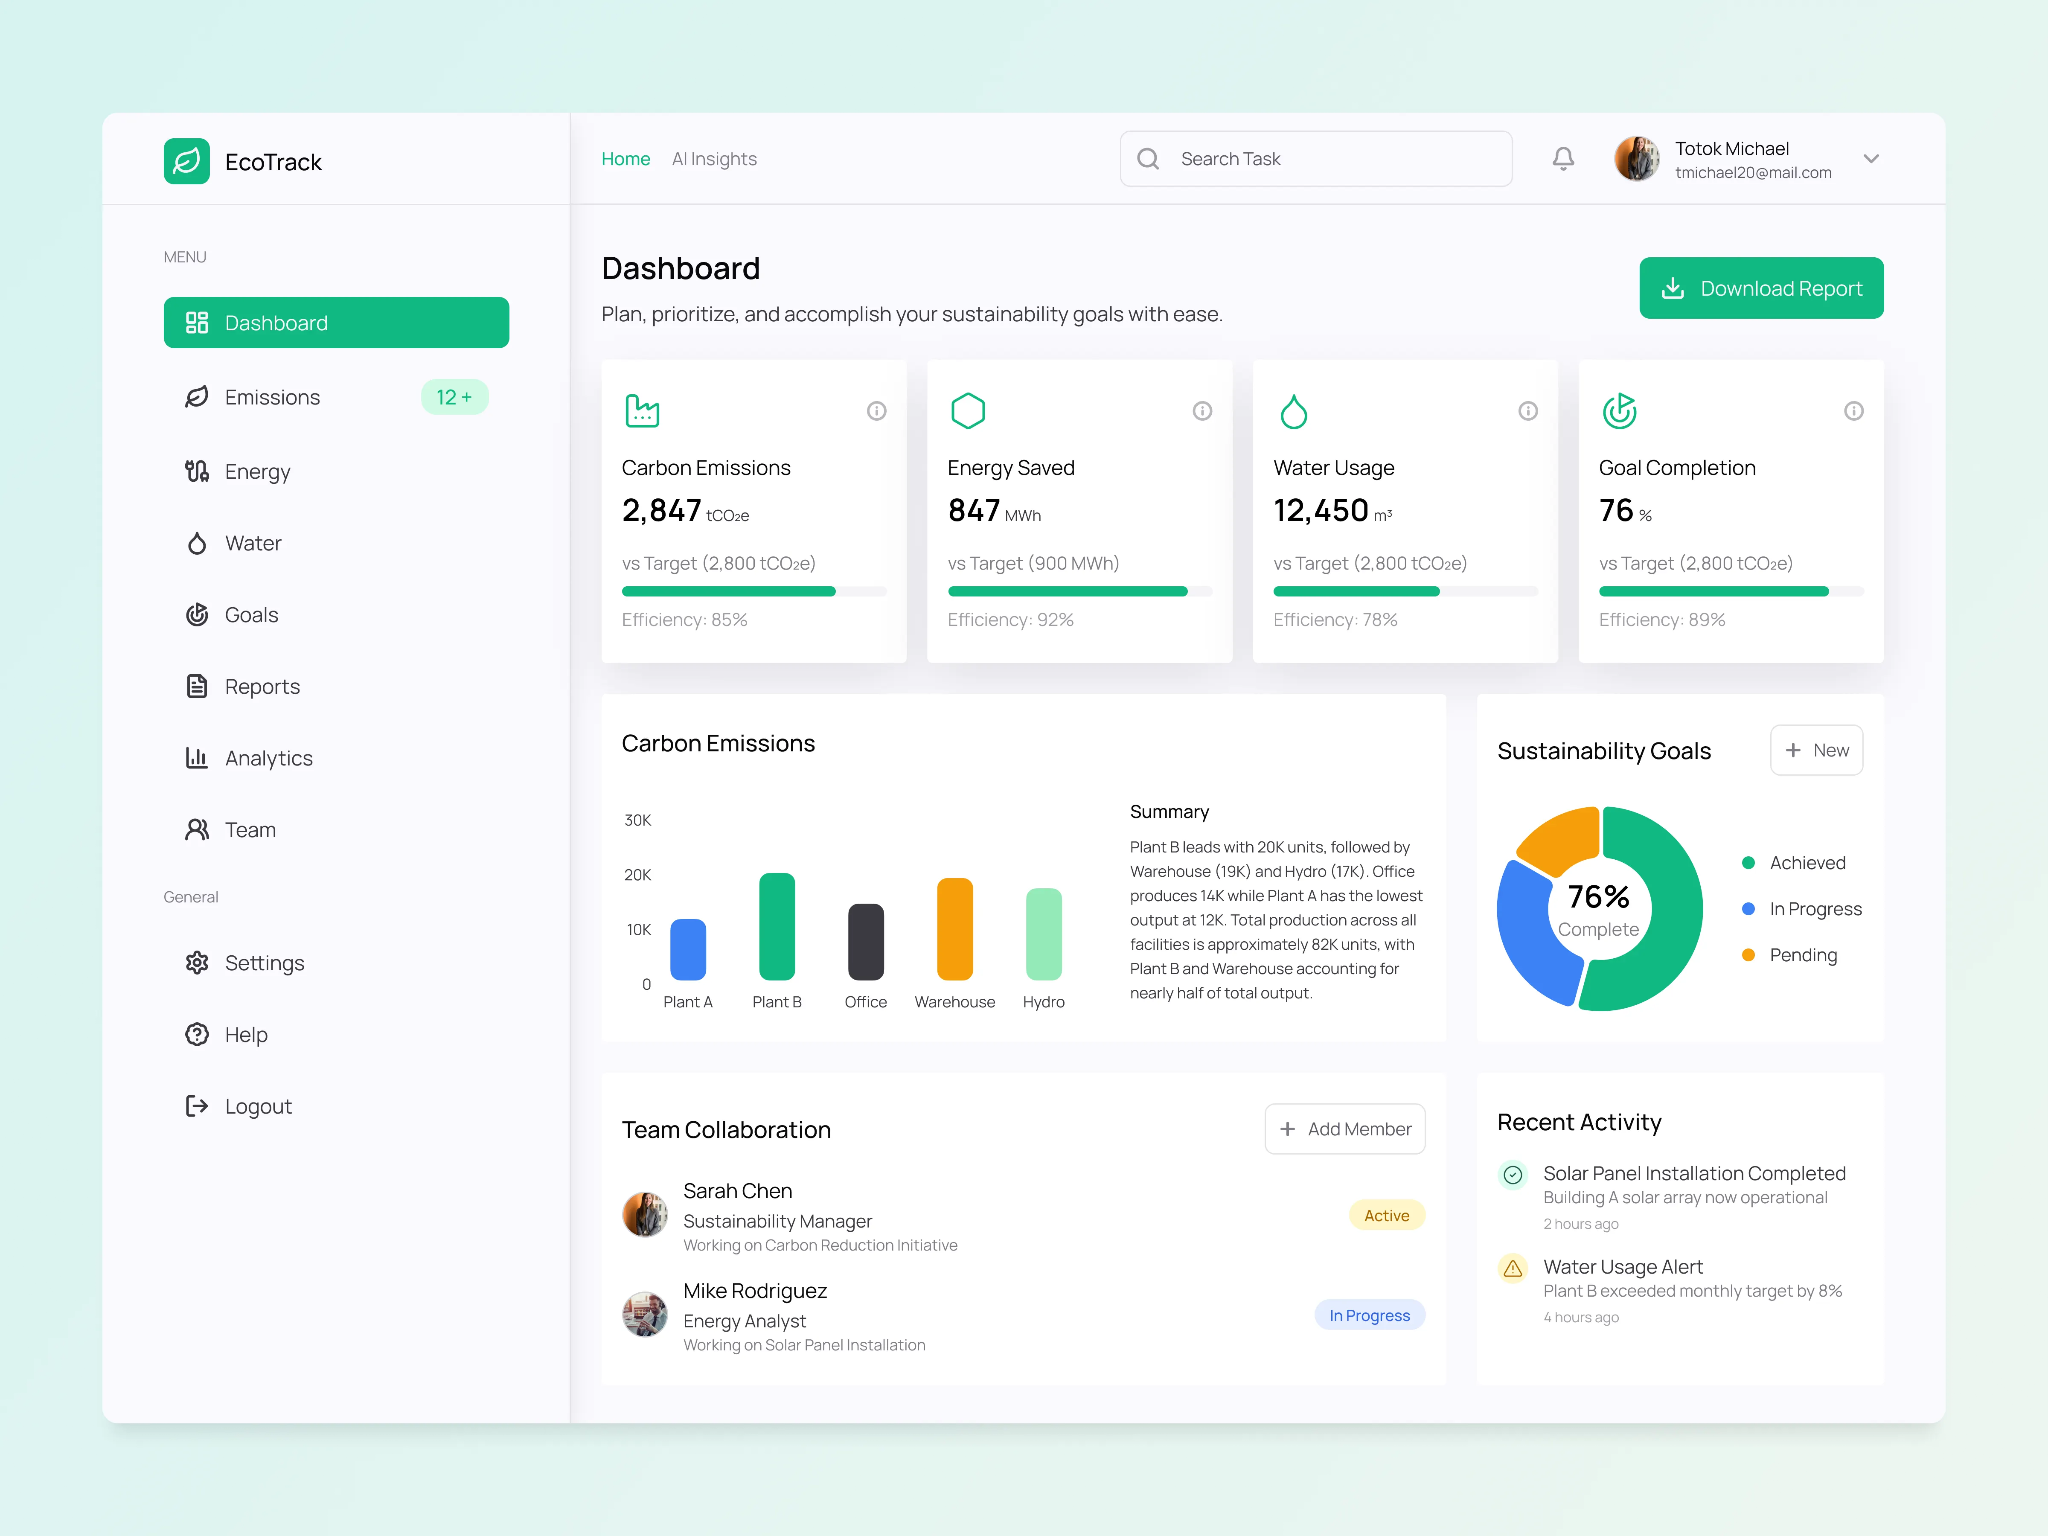 EcoTrack
Home
AI Insights
Search Task
Totok Michael
tmichael20@mail.com
MENU
Dashboard
Emissions
12 +
Energy
Water
Goals
Reports
Analytics
Team
General
Settings
Help
Logout
Dashboard
Plan, prioritize, and accomplish your sustainability goals with ease.
Download Report
Carbon Emissions
2,847 tCO₂e
vs Target (2,800 tCO₂e)
Efficiency: 85%
Energy Saved
847 MWh
vs Target (900 MWh)
Efficiency: 92%
Water Usage
12,450 m³
vs Target (2,800 tCO₂e)
Efficiency: 78%
Goal Completion
76 %
vs Target (2,800 tCO₂e)
Efficiency: 89%
Carbon Emissions
30K
20K
10K
0
Plant A
Plant B
Office
Warehouse
Hydro
Summary
Plant B leads with 20K units, followed by
Warehouse (19K) and Hydro (17K). Office
produces 14K while Plant A has the lowest
output at 12K. Total production across all
facilities is approximately 82K units, with
Plant B and Warehouse accounting for
nearly half of total output.
Sustainability Goals
+ New
76%
Complete
Achieved
In Progress
Pending
Team Collaboration
+ Add Member
Sarah Chen
Sustainability Manager
Working on Carbon Reduction Initiative
Active
Mike Rodriguez
Energy Analyst
Working on Solar Panel Installation
In Progress
Recent Activity
Solar Panel Installation Completed
Building A solar array now operational
2 hours ago
Water Usage Alert
Plant B exceeded monthly target by 8%
4 hours ago